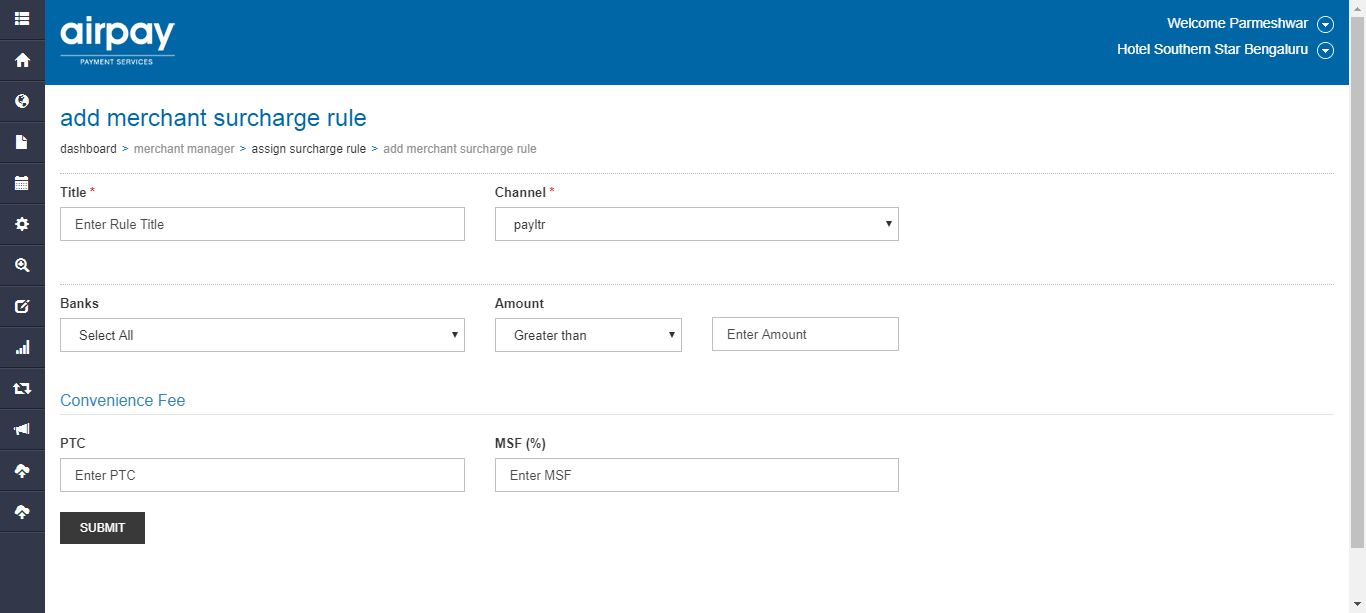 airpay
PAYMENT SERVICES
Welcome Parmeshwar
Hotel Southern Star Bengaluru
add merchant surcharge rule
dashboard > merchant manager > assign surcharge rule > add merchant surcharge rule
Title * Channel *
Enter Rule Title payltr
Banks Amount
Select All Greater than Enter Amount
Convenience Fee
PTC MSF (%)
Enter PTC Enter MSF
SUBMIT